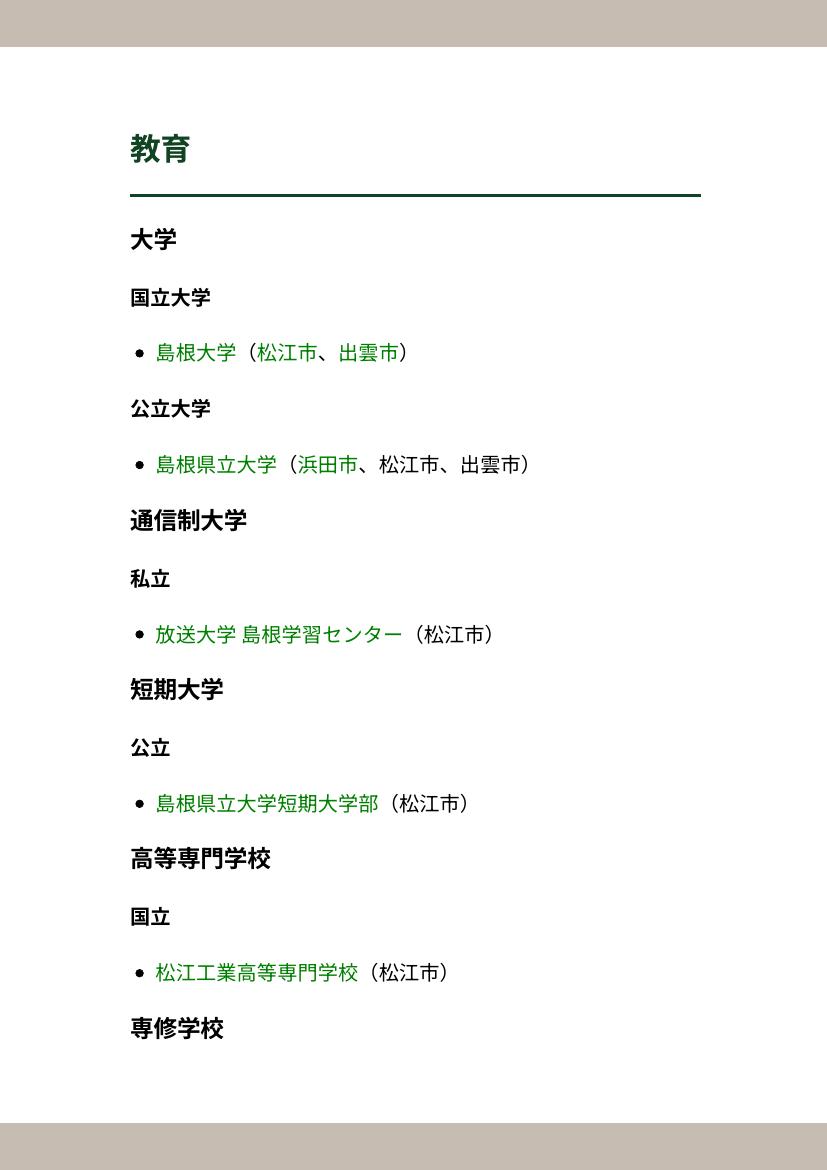 教育
大学
国立大学
• 島根大学（松江市、出雲市）
公立大学
• 島根県立大学（浜田市、松江市、出雲市）
通信制大学
私立
• 放送大学 島根学習センター（松江市）
短期大学
公立
• 島根県立大学短期大学部（松江市）
高等専門学校
国立
• 松江工業高等専門学校（松江市）
専修学校